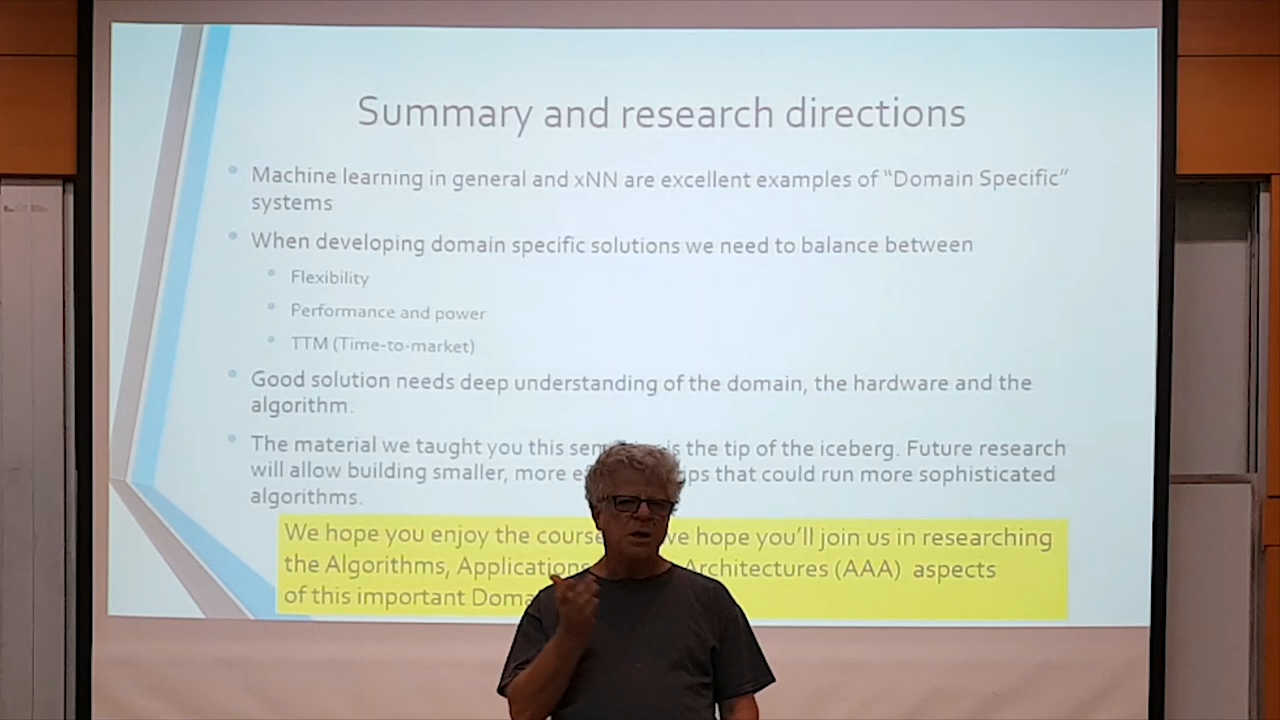 Summary and research directions
Machine learning in general and xNN are excellent examples of “Domain Specific”
systems
When developing domain specific solutions we need to balance between
Flexibility
Performance and power
TTM (Time-to-market)
Good solution needs deep understanding of the domain, the hardware and the
algorithm.
The material we taught you this is the tip of the iceberg. Future research
will allow building smaller, more that could run more sophisticated
algorithms.
We hope you enjoy the course we hope you’ll join us in researching
the Algorithms, Applications Architectures (AAA) aspects
of this important